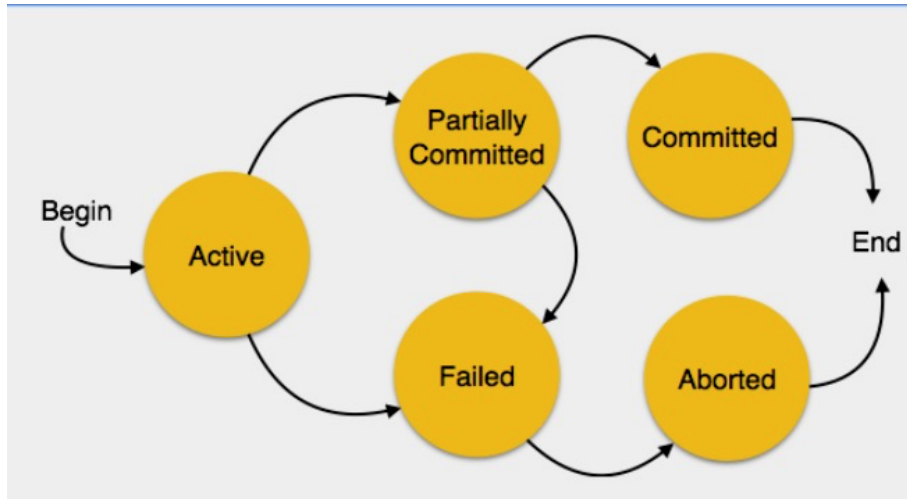 Begin
Active
Partially
Committed
Committed
Failed
Aborted
End